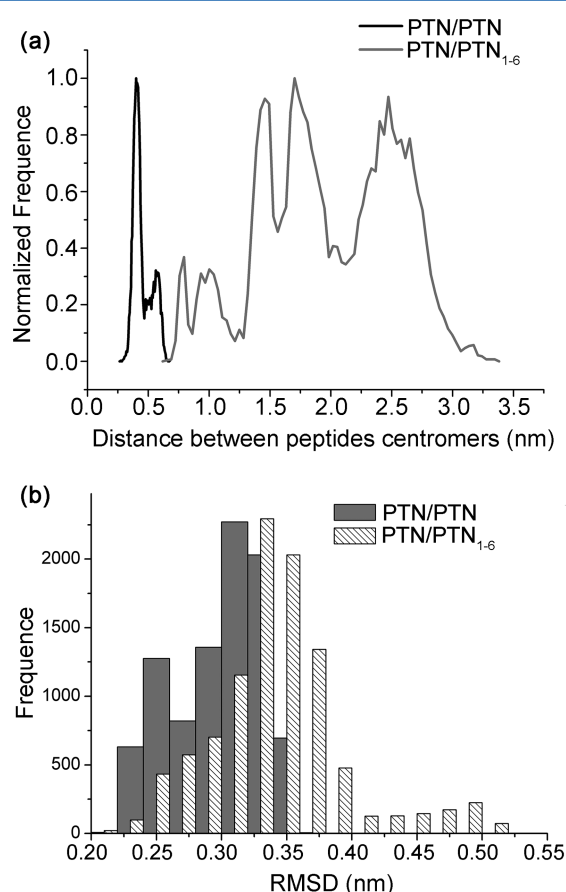 (a)
PTN/PTN
PTN/PTN1-6
Normalized Frequence
1.0
0.8
0.6
0.4
0.2
0.0
0.0 0.5 1.0 1.5 2.0 2.5 3.0 3.5
Distance between peptides centromers (nm)
(b)
PTN/PTN
PTN/PTN1-6
Frequence
2000
1500
1000
500
0
0.20 0.25 0.30 0.35 0.40 0.45 0.50 0.55
RMSD (nm)